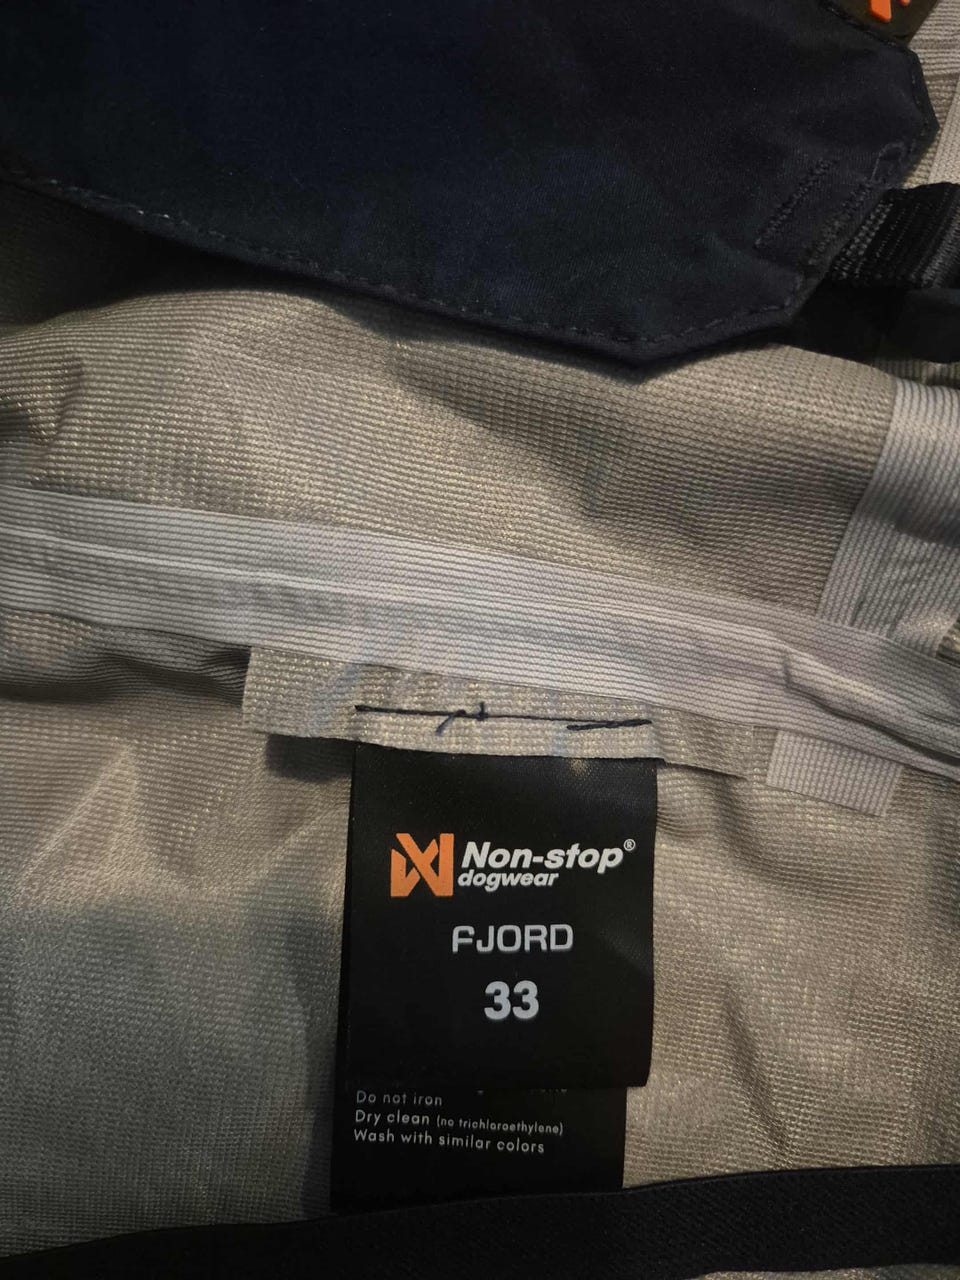 Non-stop®
dogwear
FJORD
33
Do not iron
Dry clean (no trichloroethylene)
Wash with similar colors